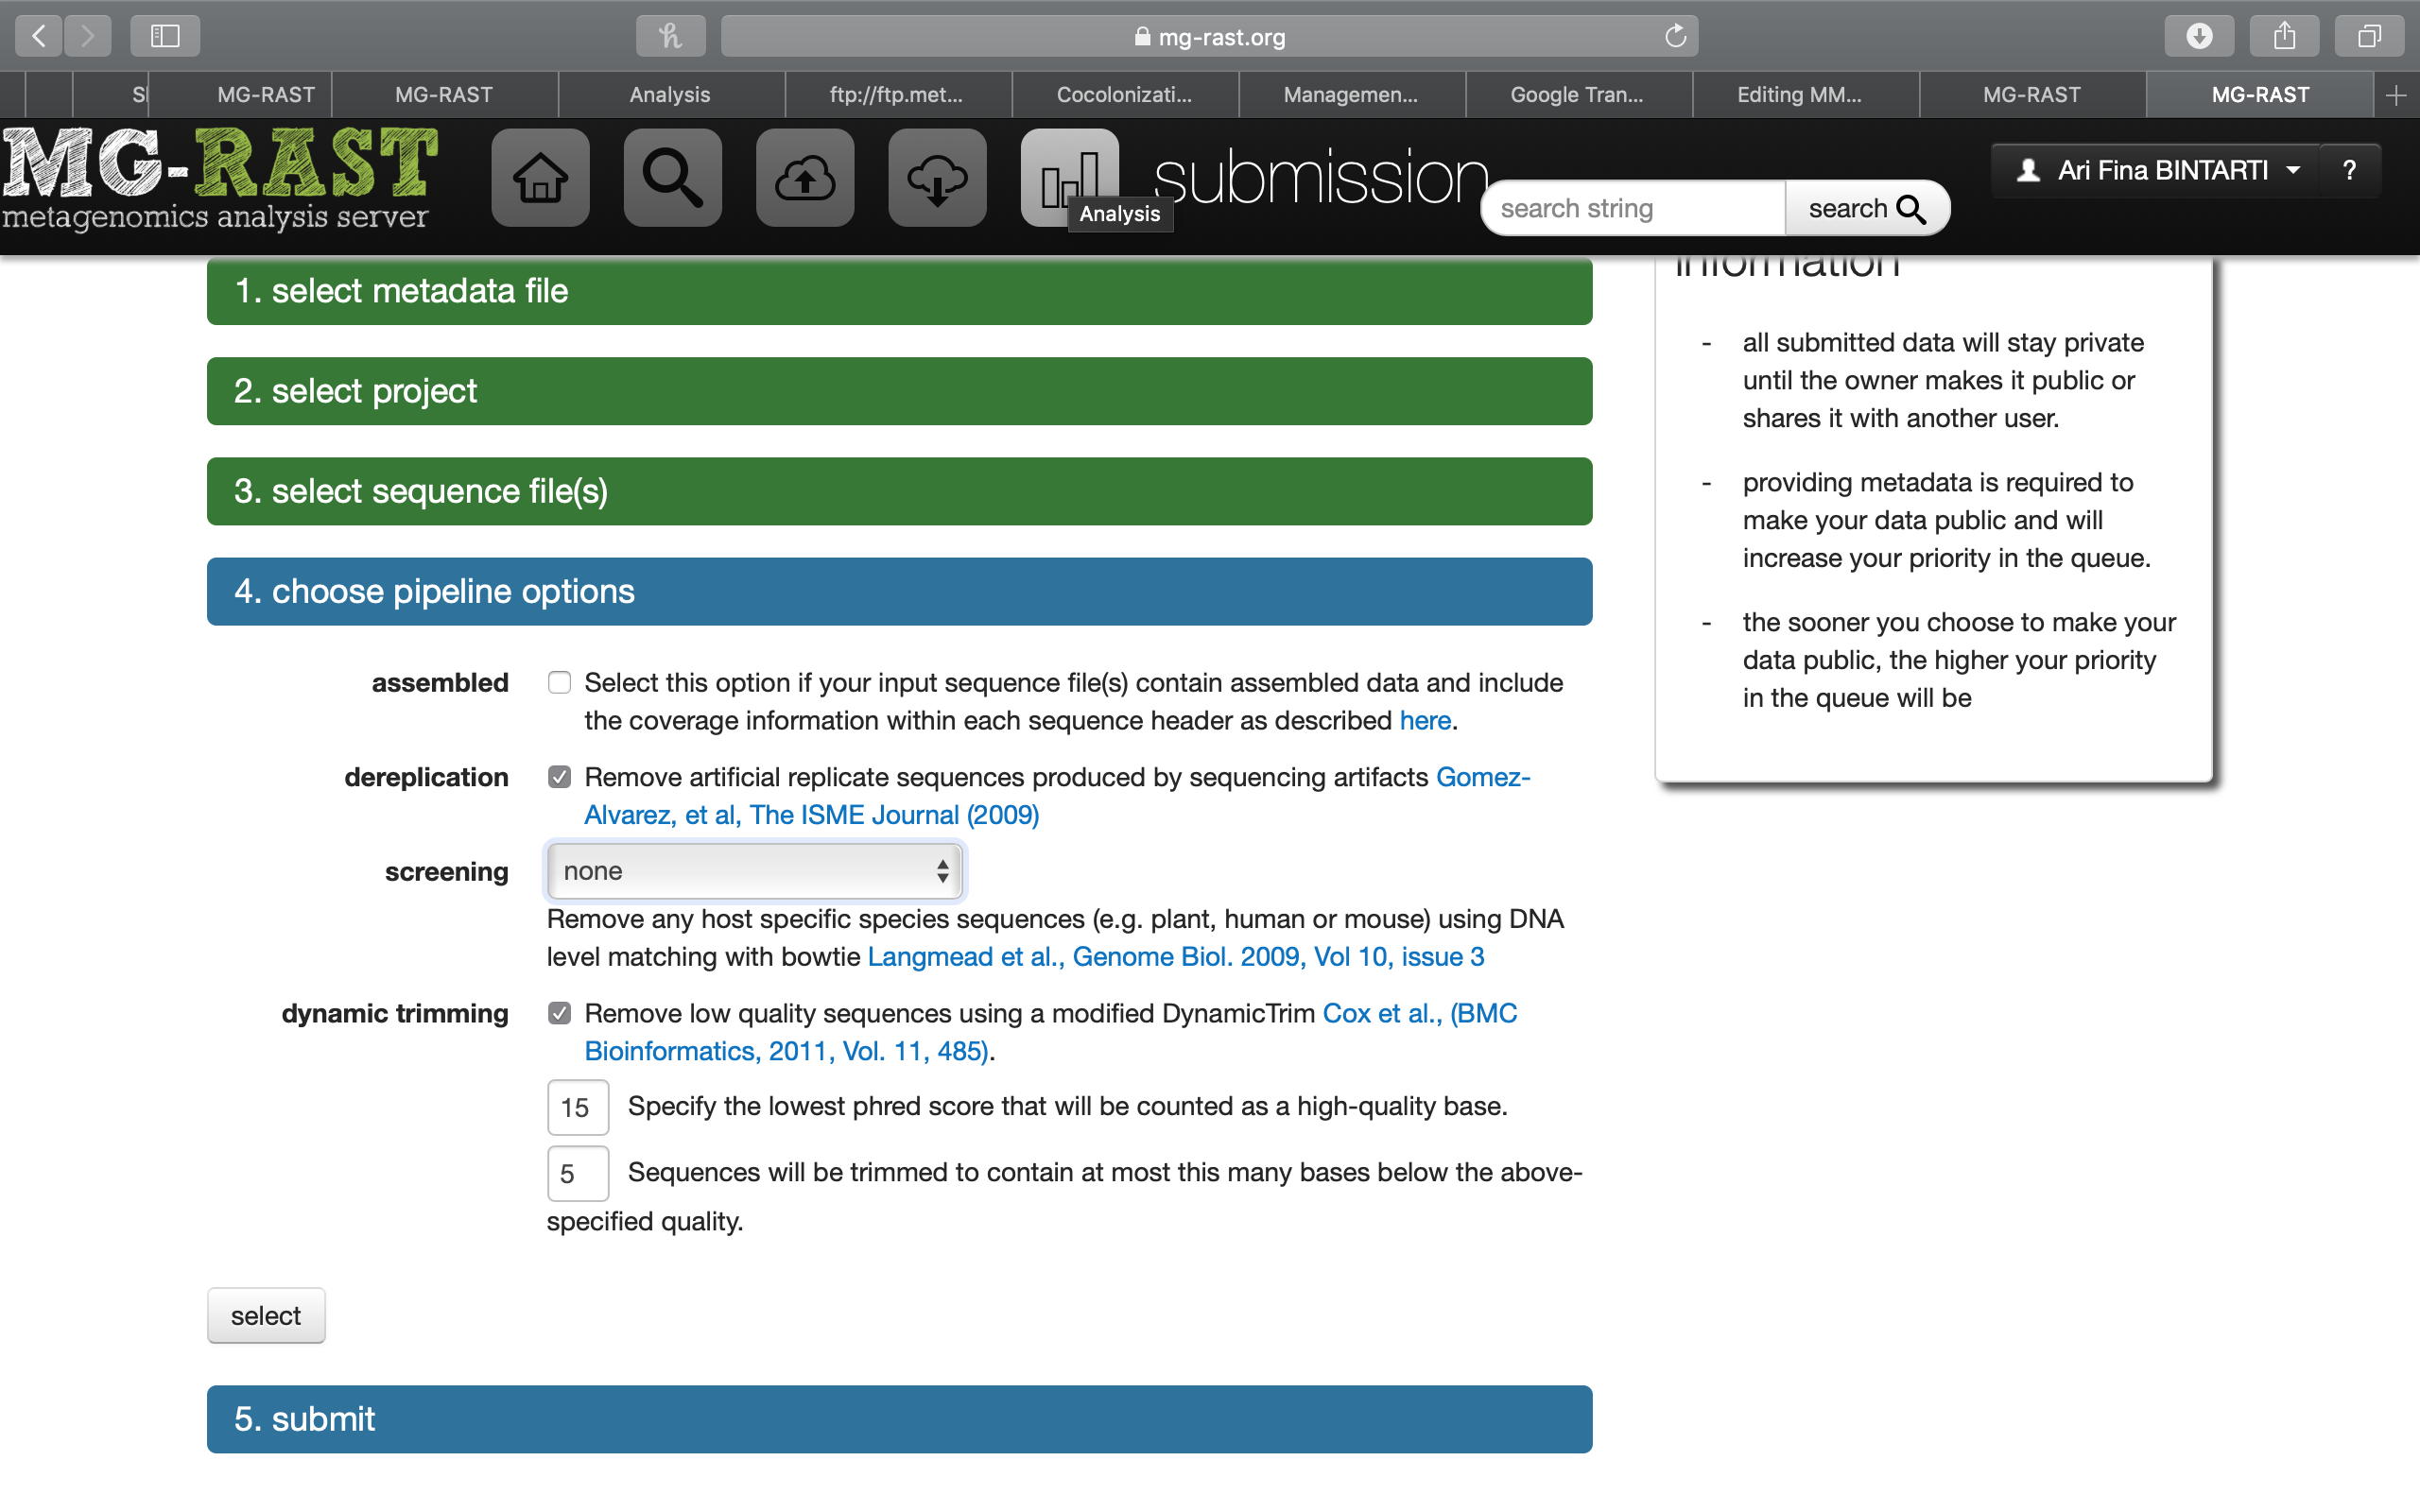 mg-rast.org
MG-RAST
MG-RAST
Analysis
ftp://ftp.met...
Cocolonizati...
Managemen...
Google Tran...
Editing MM...
MG-RAST
MG-RAST
MG-RAST
metagenomics analysis server
Analysis
submission
search string
search
Ari Fina BINTARTI
?
1. select metadata file
2. select project
3. select sequence file(s)
4. choose pipeline options
assembled
Select this option if your input sequence file(s) contain assembled data and include
the coverage information within each sequence header as described here.
dereplication
Remove artificial replicate sequences produced by sequencing artifacts Gomez-
Alvarez, et al, The ISME Journal (2009)
screening
none
Remove any host specific species sequences (e.g. plant, human or mouse) using DNA
level matching with bowtie Langmead et al., Genome Biol. 2009, Vol 10, issue 3
dynamic trimming
Remove low quality sequences using a modified DynamicTrim Cox et al., (BMC
Bioinformatics, 2011, Vol. 11, 485).
15 Specify the lowest phred score that will be counted as a high-quality base.
5 Sequences will be trimmed to contain at most this many bases below the above-
specified quality.
select
5. submit
information
- all submitted data will stay private
until the owner makes it public or
shares it with another user.
- providing metadata is required to
make your data public and will
increase your priority in the queue.
- the sooner you choose to make your
data public, the higher your priority
in the queue will be